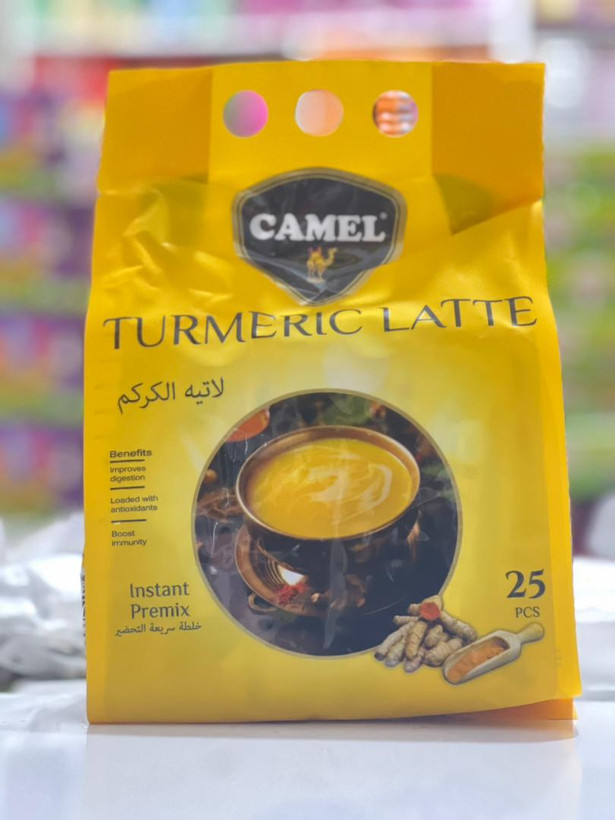 CAMEL®
TURMERIC LATTE
لاتيه الكركم
Benefits
Improves
digestion
Loaded with
antioxidants
Boost
immunity
Instant
Premix
خلطة سريعة التحضير
25
PCS